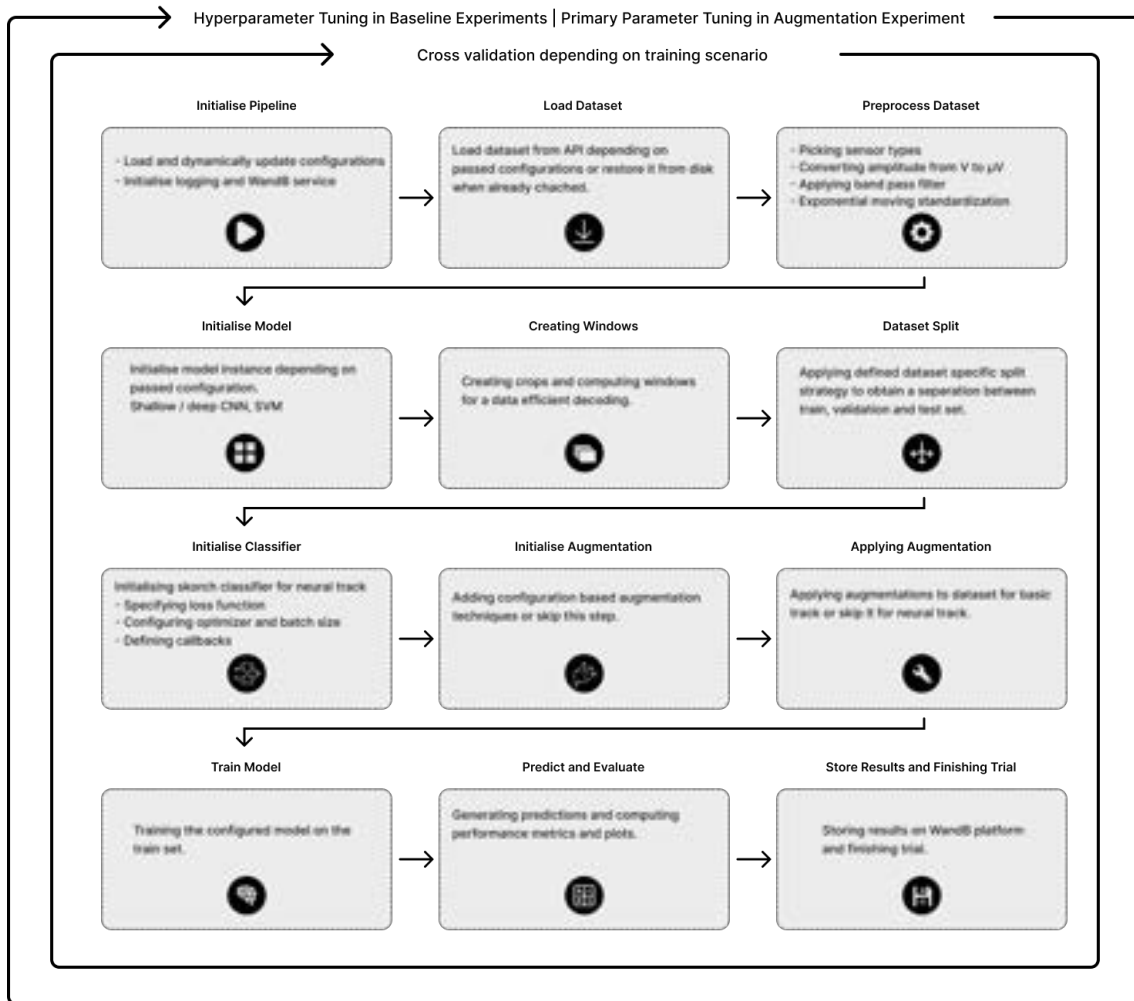 Hyperparameter Tuning in Baseline Experiments | Primary Parameter Tuning in Augmentation Experiment
Cross validation depending on training scenario
Initialise Pipeline
- Load and dynamically update configurations
- Initialise logging and WandB service
Load Dataset
Load dataset from API depending on
passed configurations or restore it from disk
when already chached.
Preprocess Dataset
- Picking sensor types
- Converting amplitude from V to μV
- Applying band pass filter
- Exponential moving standardization
Initialise Model
Initialise model instance depending on
passed configuration.
Shallow / deep CNN, SVM
Creating Windows
Creating crops and computing windows
for a data efficient decoding.
Dataset Split
Applying defined dataset specific split
strategy to obtain a separation between
train, validation and test set.
Initialise Classifier
Initialising skorch classifier for neural track
- Specifying loss function
- Configuring optimizer and batch size
- Defining callbacks
Initialise Augmentation
Adding configuration based augmentation
techniques or skip this step.
Applying Augmentation
Applying augmentations to dataset for basic
track or skip it for neural track.
Train Model
Training the configured model on the
train set.
Predict and Evaluate
Generating predictions and computing
performance metrics and plots.
Store Results and Finishing Trial
Storing results on WandB platform
and finishing trial.